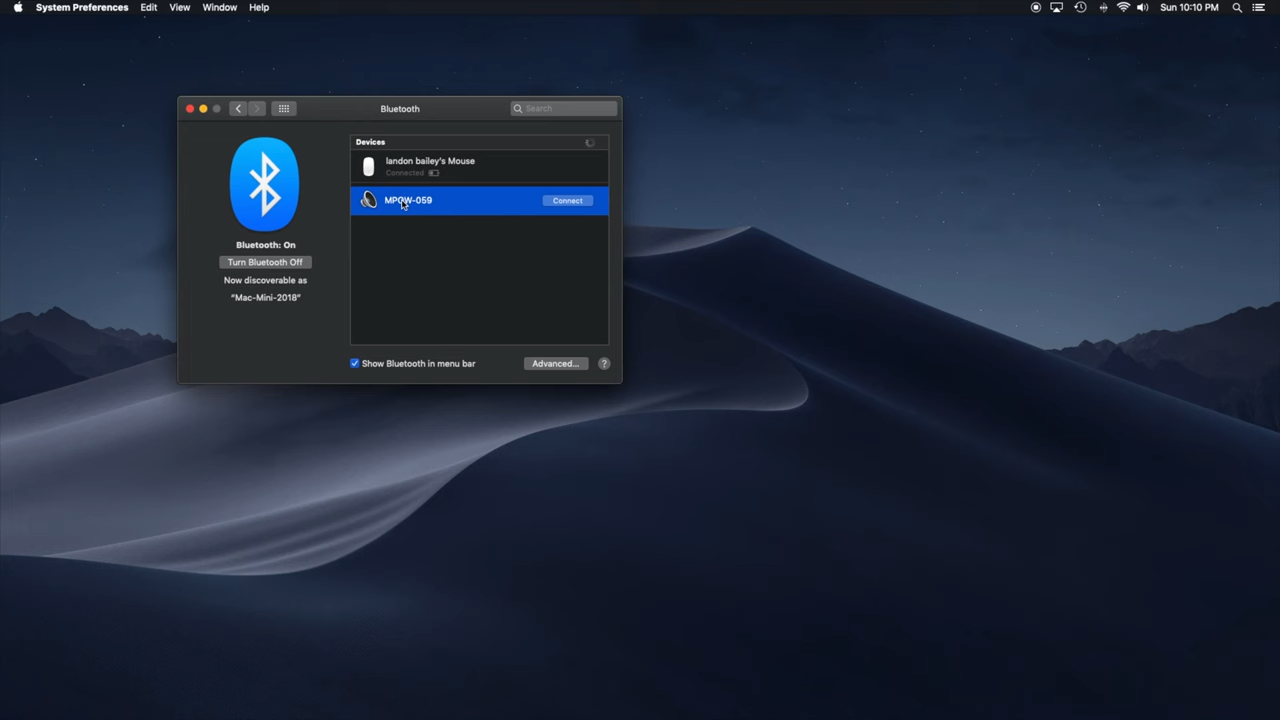 System Preferences Edit View Window Help Sun 10:10 PM
Bluetooth Search
Devices
landon bailey's Mouse
Connected
MPOW-059 Connect
Bluetooth: On
Turn Bluetooth Off
Now discoverable as
“Mac-Mini-2018”
Show Bluetooth in menu bar Advanced... ?